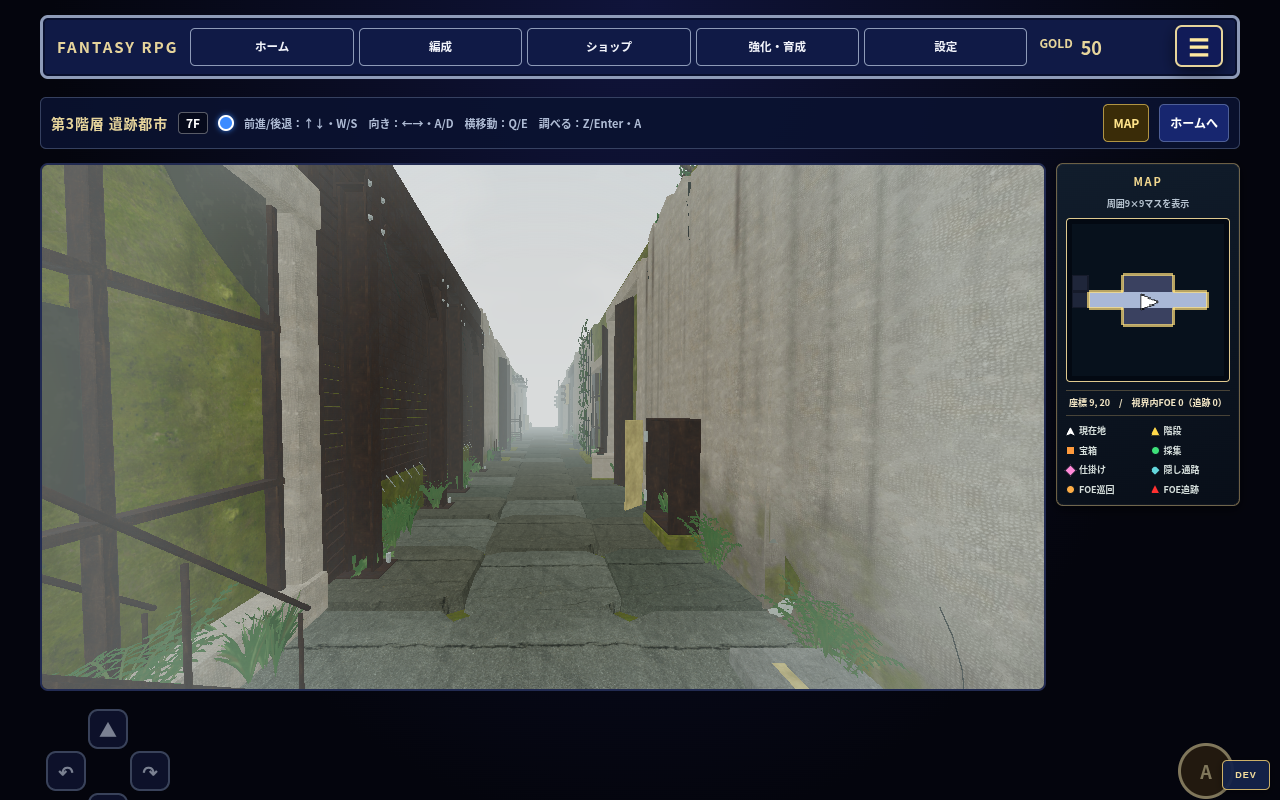 FANTASY RPG
ホーム
編成
ショップ
強化・育成
設定
GOLD 50
第3階層 遺跡都市
7F
前進/後退：↑↓・W/S　向き：←→・A/D　横移動：Q/E　調べる：Z/Enter・A
MAP
ホームへ
MAP
周囲9×9マスを表示
座標 9, 20　/　視界内FOE 0（追跡 0）
現在地
階段
宝箱
採集
仕掛け
隠し通路
FOE巡回
FOE追跡
A
DEV